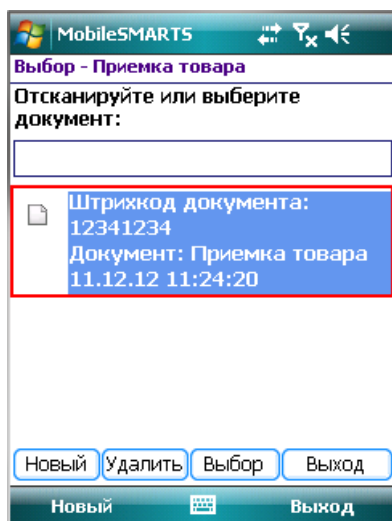 MobileSMARTS
Выбор - Приемка товара
Отсканируйте или выберите
документ:
Штрихкод документа:
12341234
Документ: Приемка товара
11.12.12 11:24:20
Новый Удалить Выбор Выход
Новый Выход